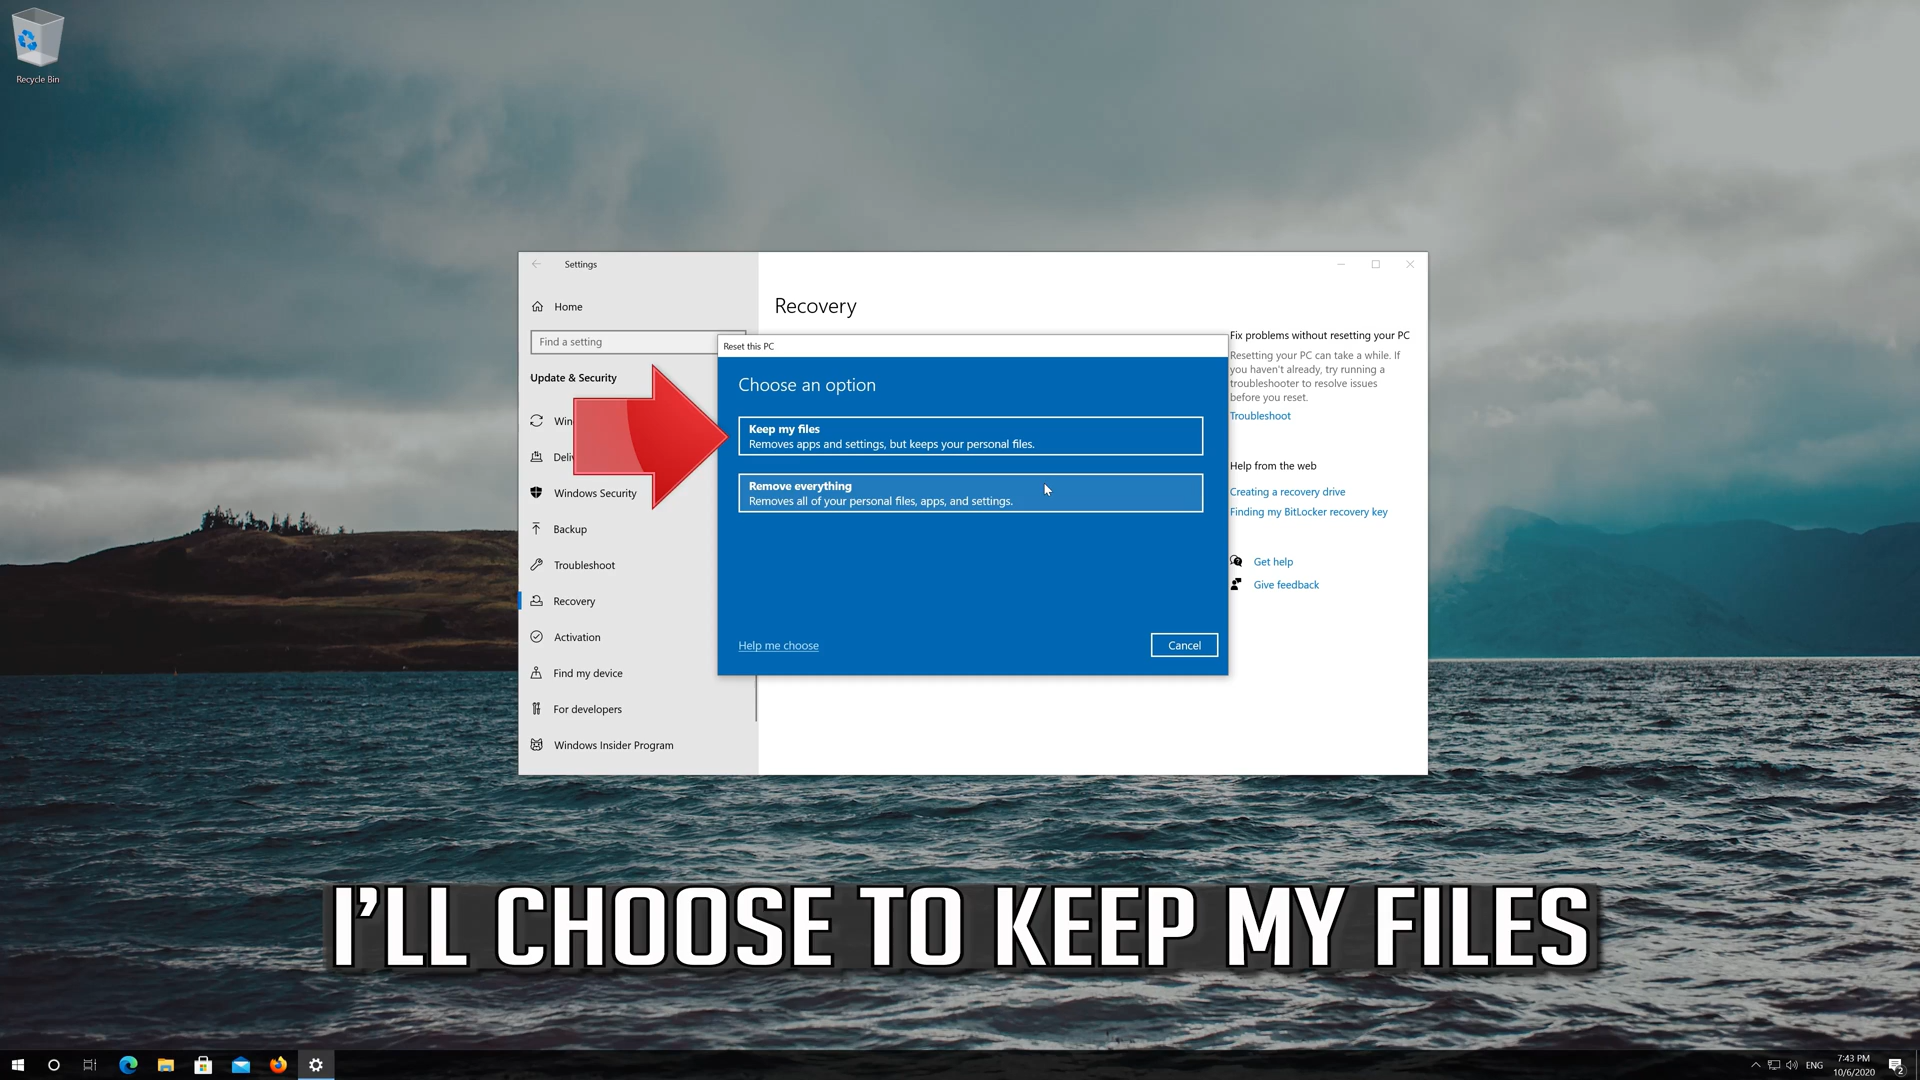 Recycle Bin
Settings
Home
Find a setting
Update & Security
Win
Deliv
Windows Security
Backup
Troubleshoot
Recovery
Activation
Find my device
For developers
Windows Insider Program
Recovery
Reset this PC
Choose an option
Keep my files
Removes apps and settings, but keeps your personal files.
Remove everything
Removes all of your personal files, apps, and settings.
Help me choose
Cancel
Fix problems without resetting your PC
Resetting your PC can take a while. If
you haven't already, try running a
troubleshooter to resolve issues
before you reset.
Troubleshoot
Help from the web
Creating a recovery drive
Finding my BitLocker recovery key
Get help
Give feedback
I'LL CHOOSE TO KEEP MY FILES
ENG
7:43 PM
10/6/2020
2